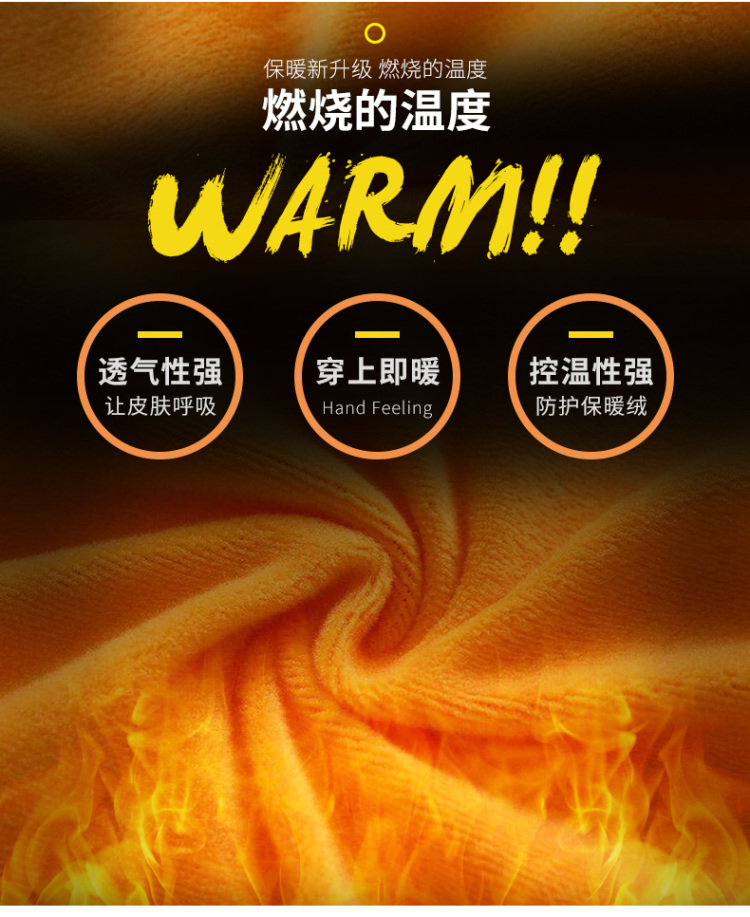 保暖新升级 燃烧的温度
燃烧的温度
WARM!!
透气性强
让皮肤呼吸
穿上即暖
Hand Feeling
控温性强
防护保暖绒